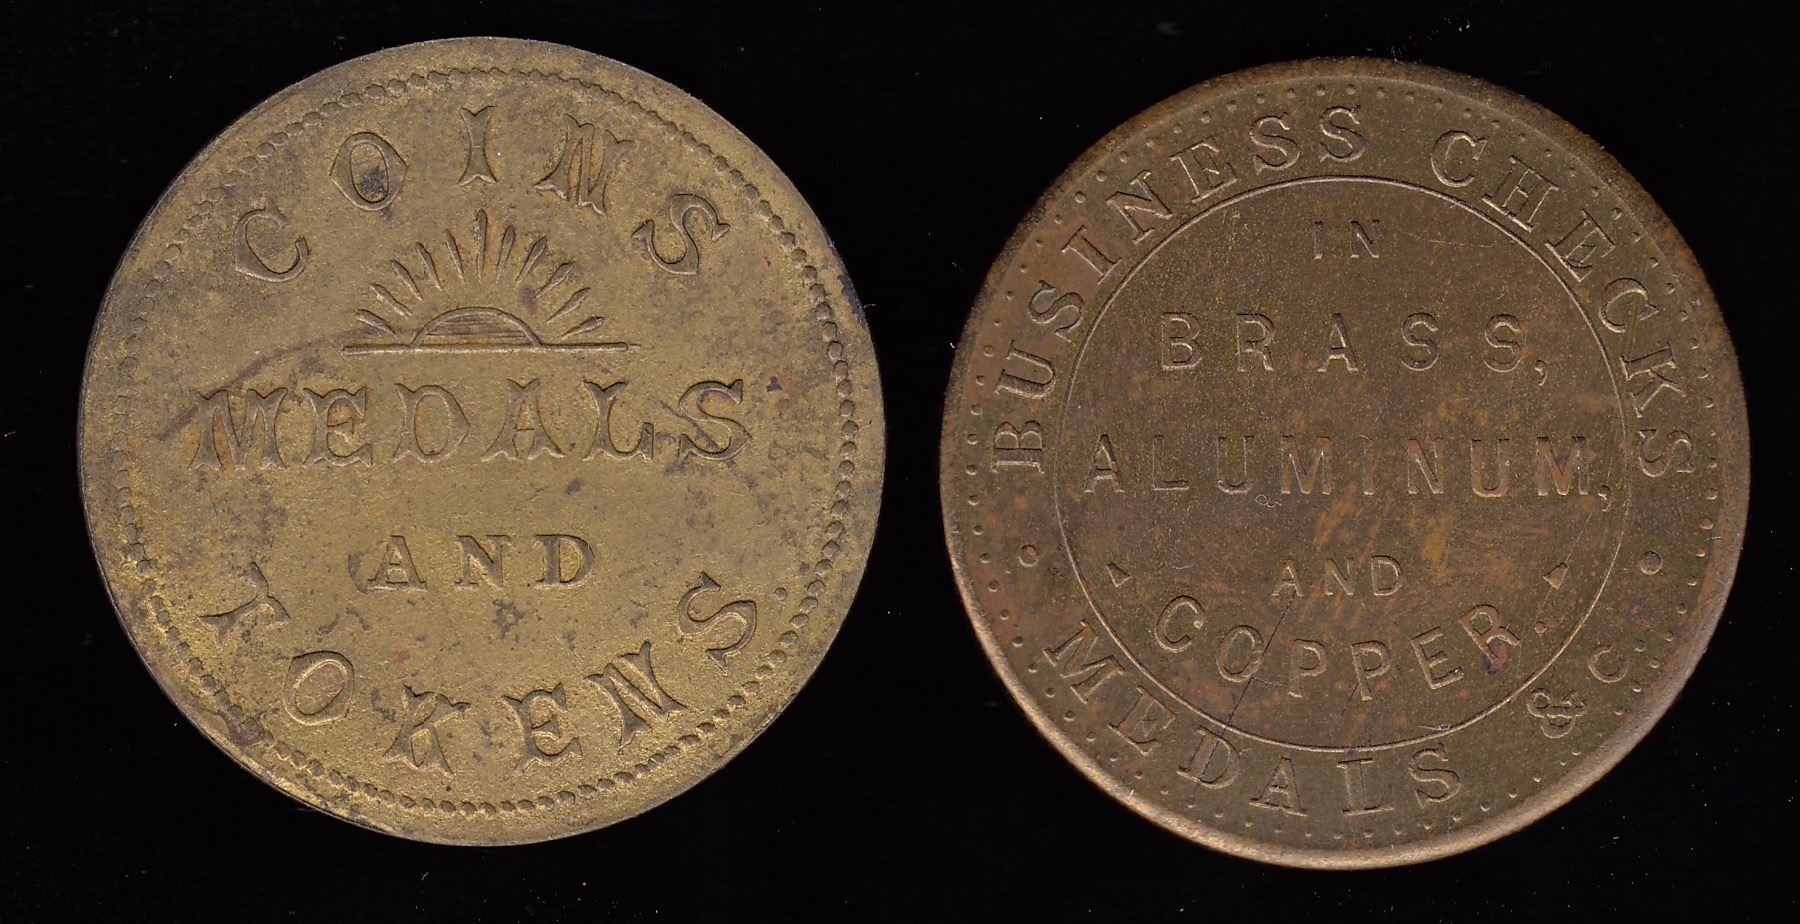 COINS
MEDALS
AND
TOKENS
BUSINESS CHECKS
IN
BRASS,
ALUMINUM,
AND
COPPER.
MEDALS &C